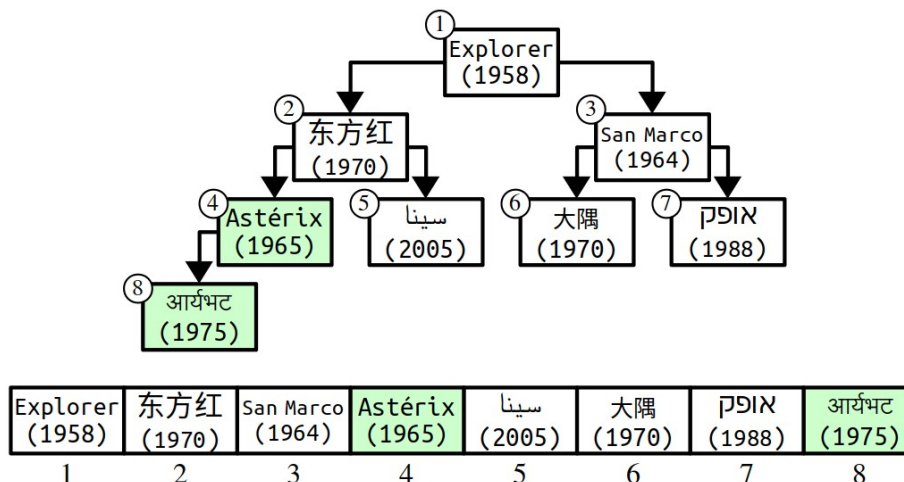 1
Explorer
(1958)
2
东方红
(1970)
3
San Marco
(1964)
4
Astérix
(1965)
5
سينا
(2005)
6
大隅
(1970)
7
אופק
(1988)
8
आर्यभट
(1975)
Explorer 东方红 San Marco Astérix سينا 大隅 אופק आर्यभट
(1958) (1970) (1964) (1965) (2005) (1970) (1988) (1975)
1 2 3 4 5 6 7 8